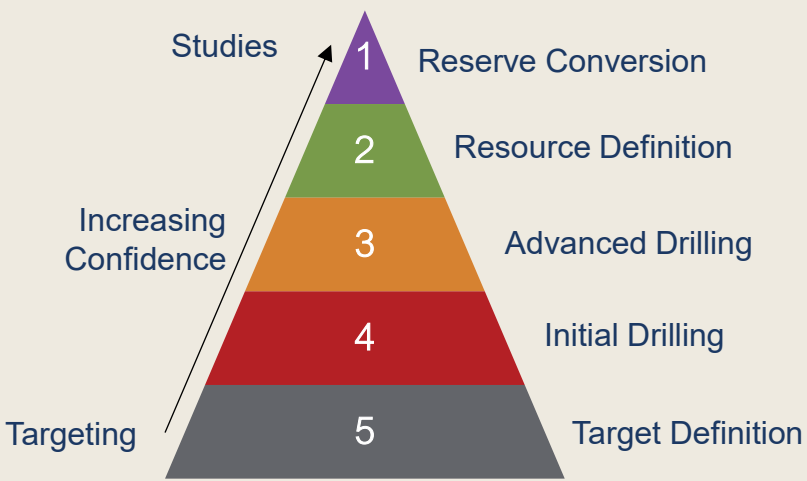 Studies
1
Reserve Conversion
2
Resource Definition
Increasing
Confidence
3
Advanced Drilling
4
Initial Drilling
Targeting
5
Target Definition